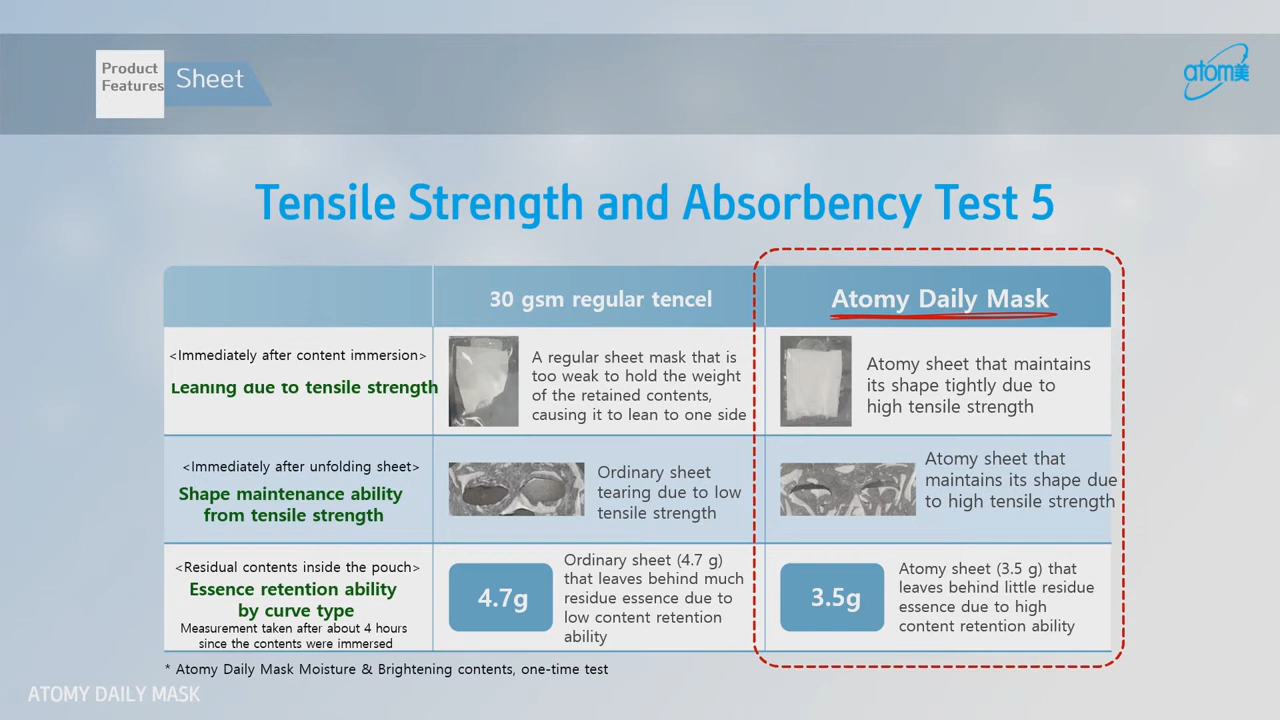 Product
Features
Sheet
atom美
Tensile Strength and Absorbency Test 5
30 gsm regular tencel
Atomy Daily Mask
<Immediately after content immersion>
Leaning due to tensile strength
A regular sheet mask that is
too weak to hold the weight
of the retained contents,
causing it to lean to one side
Atomy sheet that maintains
its shape tightly due to
high tensile strength
<Immediately after unfolding sheet>
Shape maintenance ability
from tensile strength
Ordinary sheet
tearing due to low
tensile strength
Atomy sheet that
maintains its shape due
to high tensile strength
<Residual contents inside the pouch>
Essence retention ability
by curve type
Measurement taken after about 4 hours
since the contents were immersed
4.7g
Ordinary sheet (4.7 g)
that leaves behind much
residue essence due to
low content retention
ability
3.5g
Atomy sheet (3.5 g) that
leaves behind little residue
essence due to high
content retention ability
* Atomy Daily Mask Moisture & Brightening contents, one-time test
ATOMY DAILY MASK